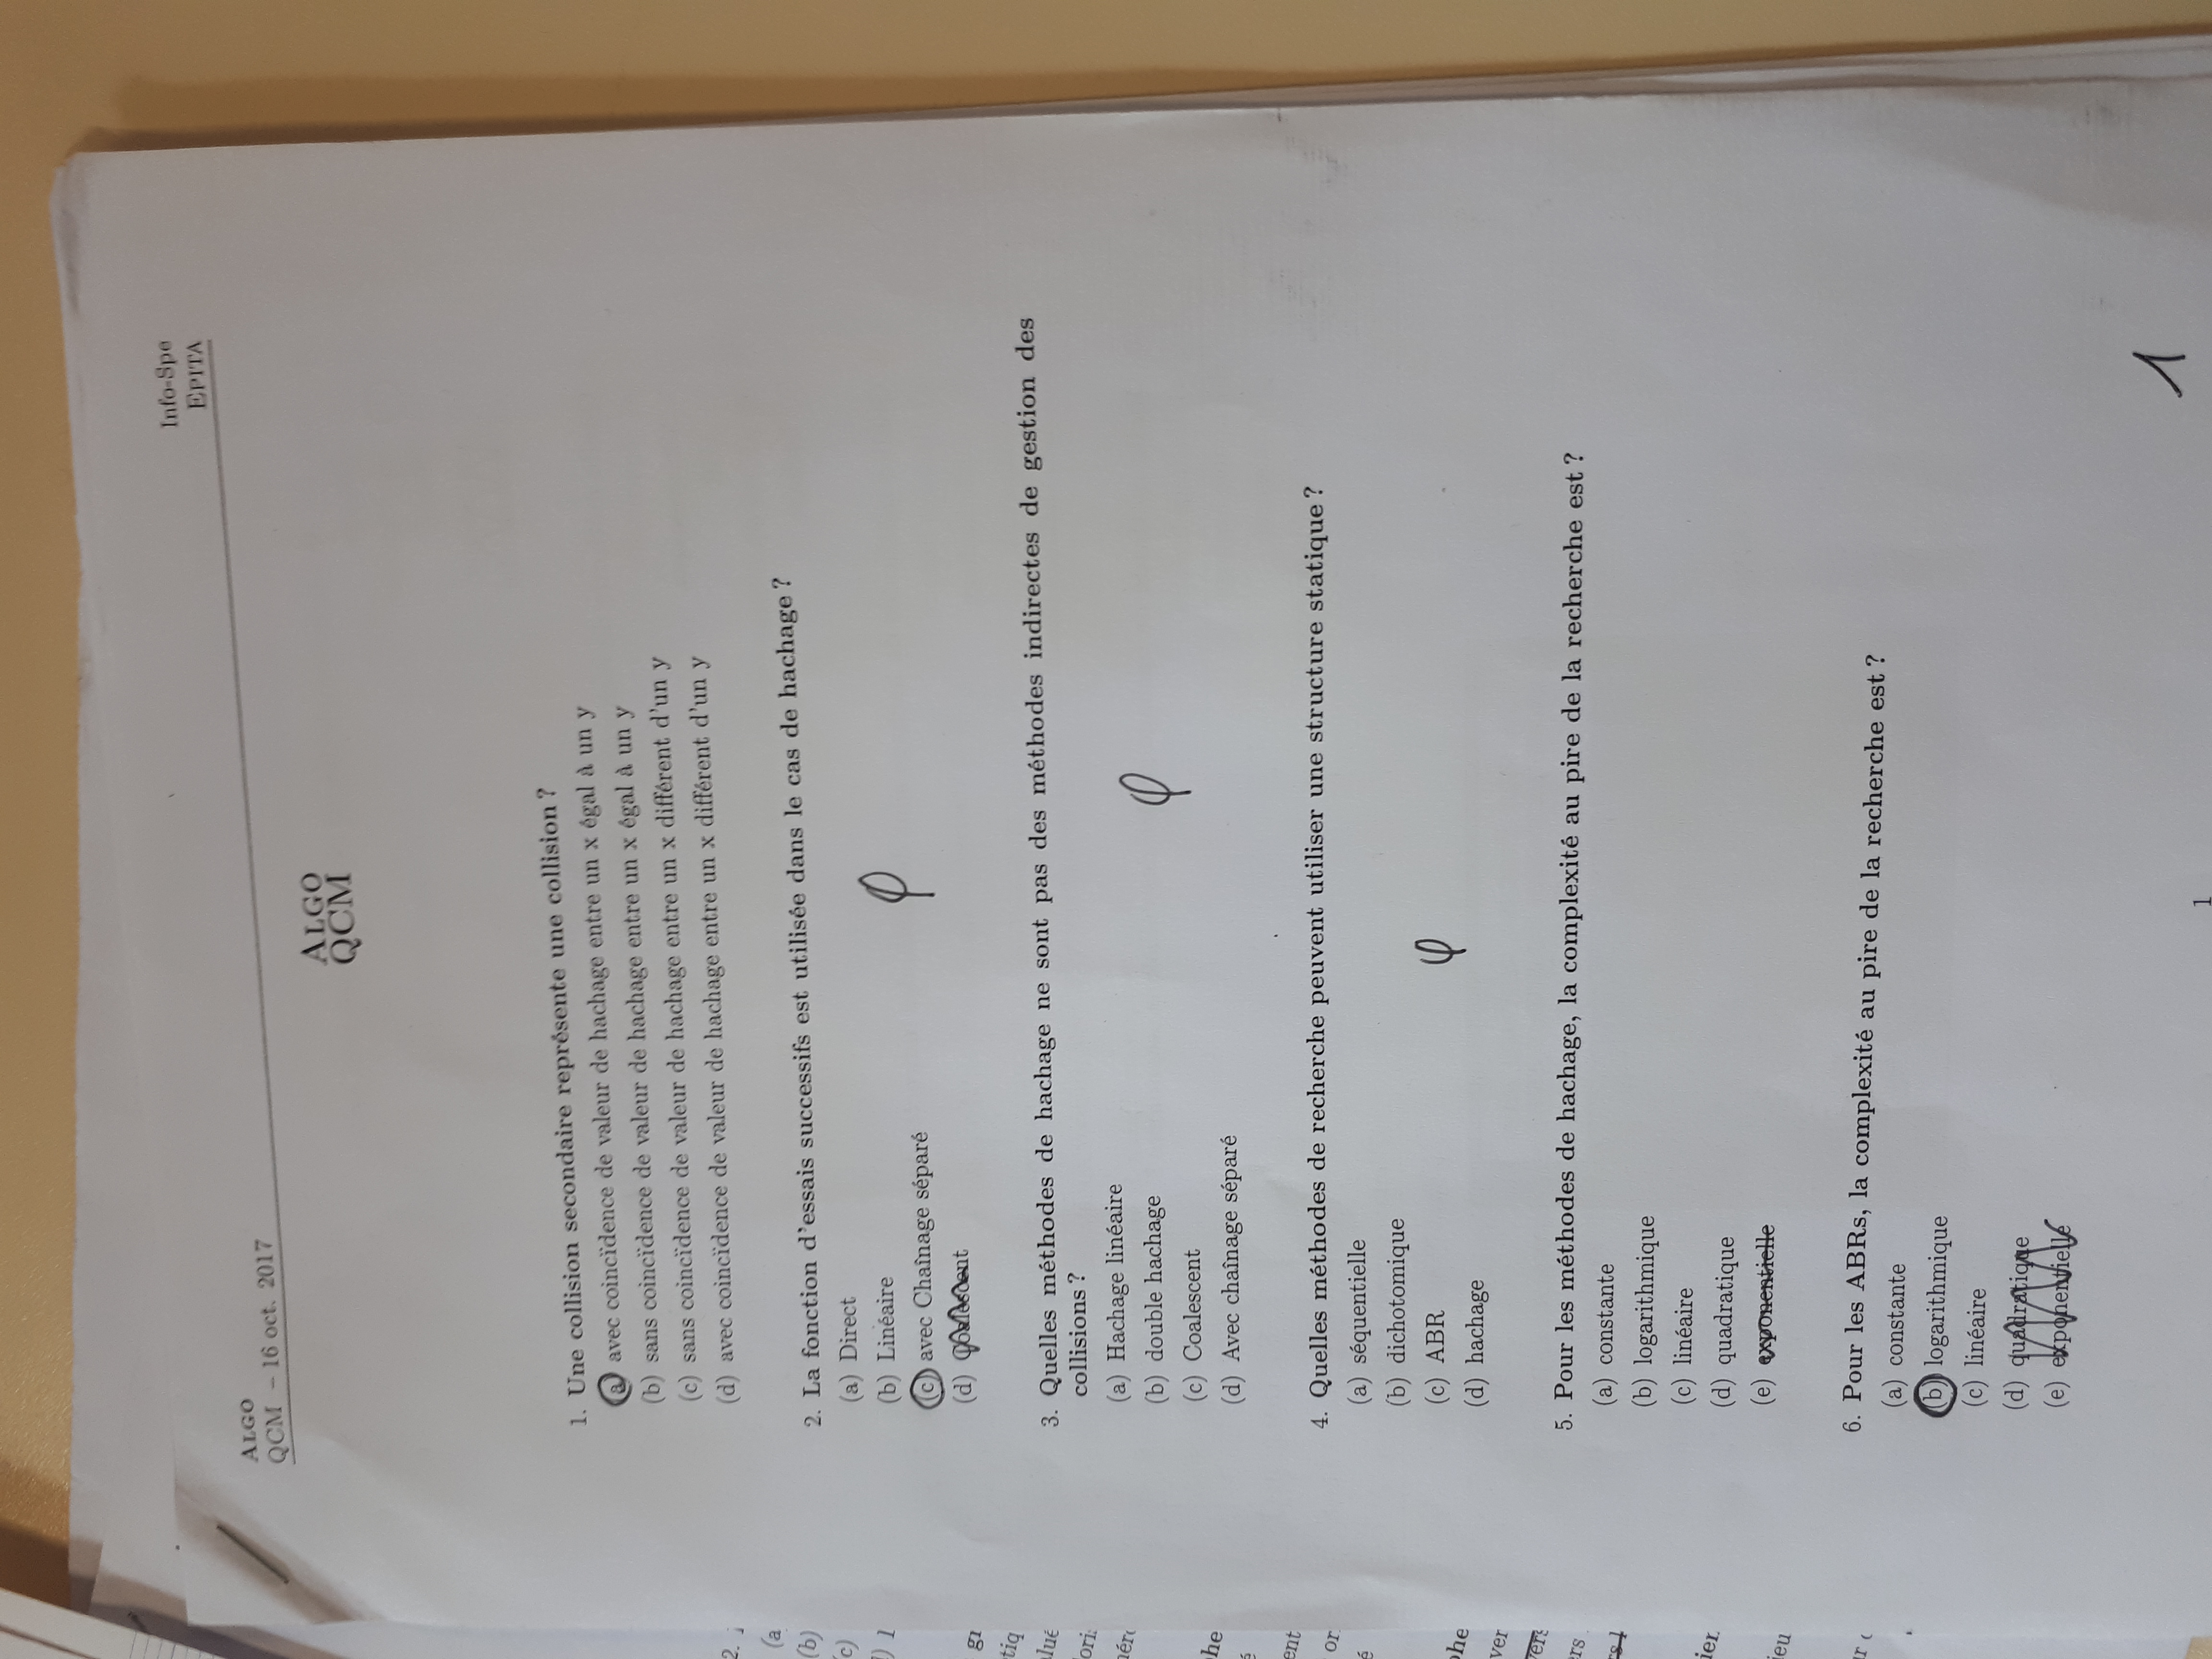 ALGO
QCM – 16 oct. 2017
Info-Spe
EPITA
ALGO
QCM
1. Une collision secondaire représente une collision ?
(a) avec coïncidence de valeur de hachage entre un x égal à un y
(b) sans coïncidence de valeur de hachage entre un x égal à un y
(c) sans coïncidence de valeur de hachage entre un x différent d'un y
(d) avec coïncidence de valeur de hachage entre un x différent d'un y
2. La fonction d'essais successifs est utilisée dans le cas de hachage ?
(a) Direct
(b) Linéaire
(c) avec Chaînage séparé
(d)
φ
3. Quelles méthodes de hachage ne sont pas des méthodes indirectes de gestion des
collisions ?
(a) Hachage linéaire
(b) double hachage
(c) Coalescent
(d) Avec chaînage séparé
φ
4. Quelles méthodes de recherche peuvent utiliser une structure statique ?
(a) séquentielle
(b) dichotomique
(c) ABR
(d) hachage
φ
5. Pour les méthodes de hachage, la complexité au pire de la recherche est ?
(a) constante
(b) logarithmique
(c) linéaire
(d) quadratique
(e) exponentielle
6. Pour les ABRs, la complexité au pire de la recherche est ?
(a) constante
(b) logarithmique
(c) linéaire
(d) quadratique
(e) exponentielle
1
1